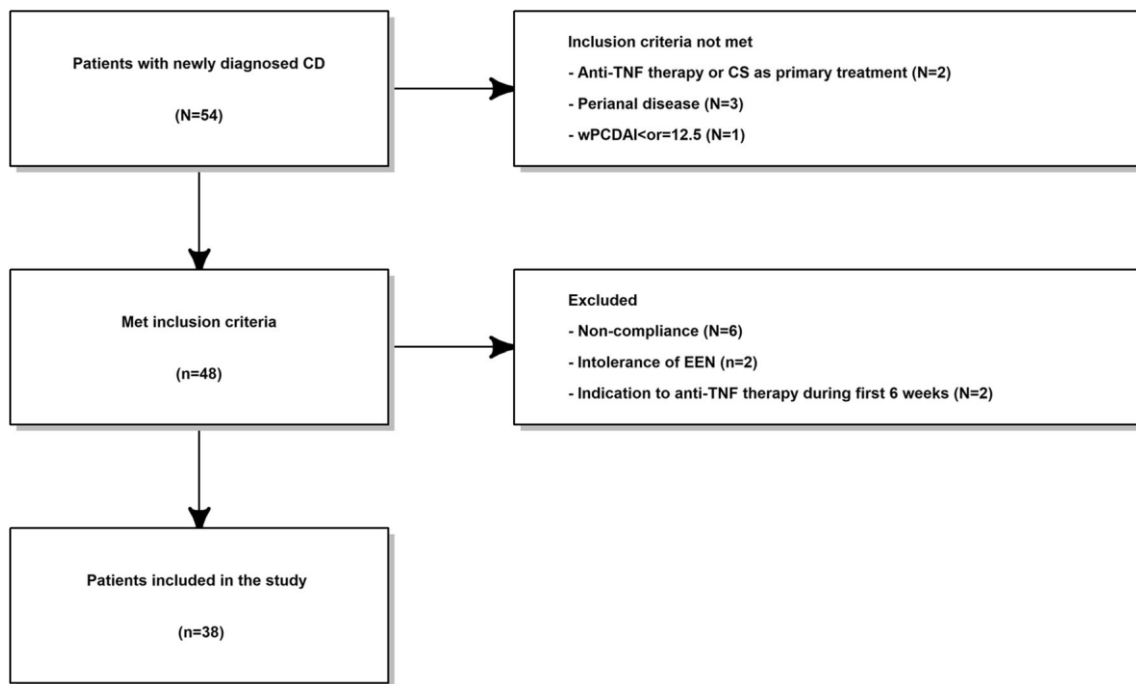 Patients with newly diagnosed CD
(N=54)
Inclusion criteria not met
- Anti-TNF therapy or CS as primary treatment (N=2)
- Perianal disease (N=3)
- wPCDAI<or=12.5 (N=1)
Met inclusion criteria
(n=48)
Excluded
- Non-compliance (N=6)
- Intolerance of EEN (n=2)
- Indication to anti-TNF therapy during first 6 weeks (N=2)
Patients included in the study
(n=38)